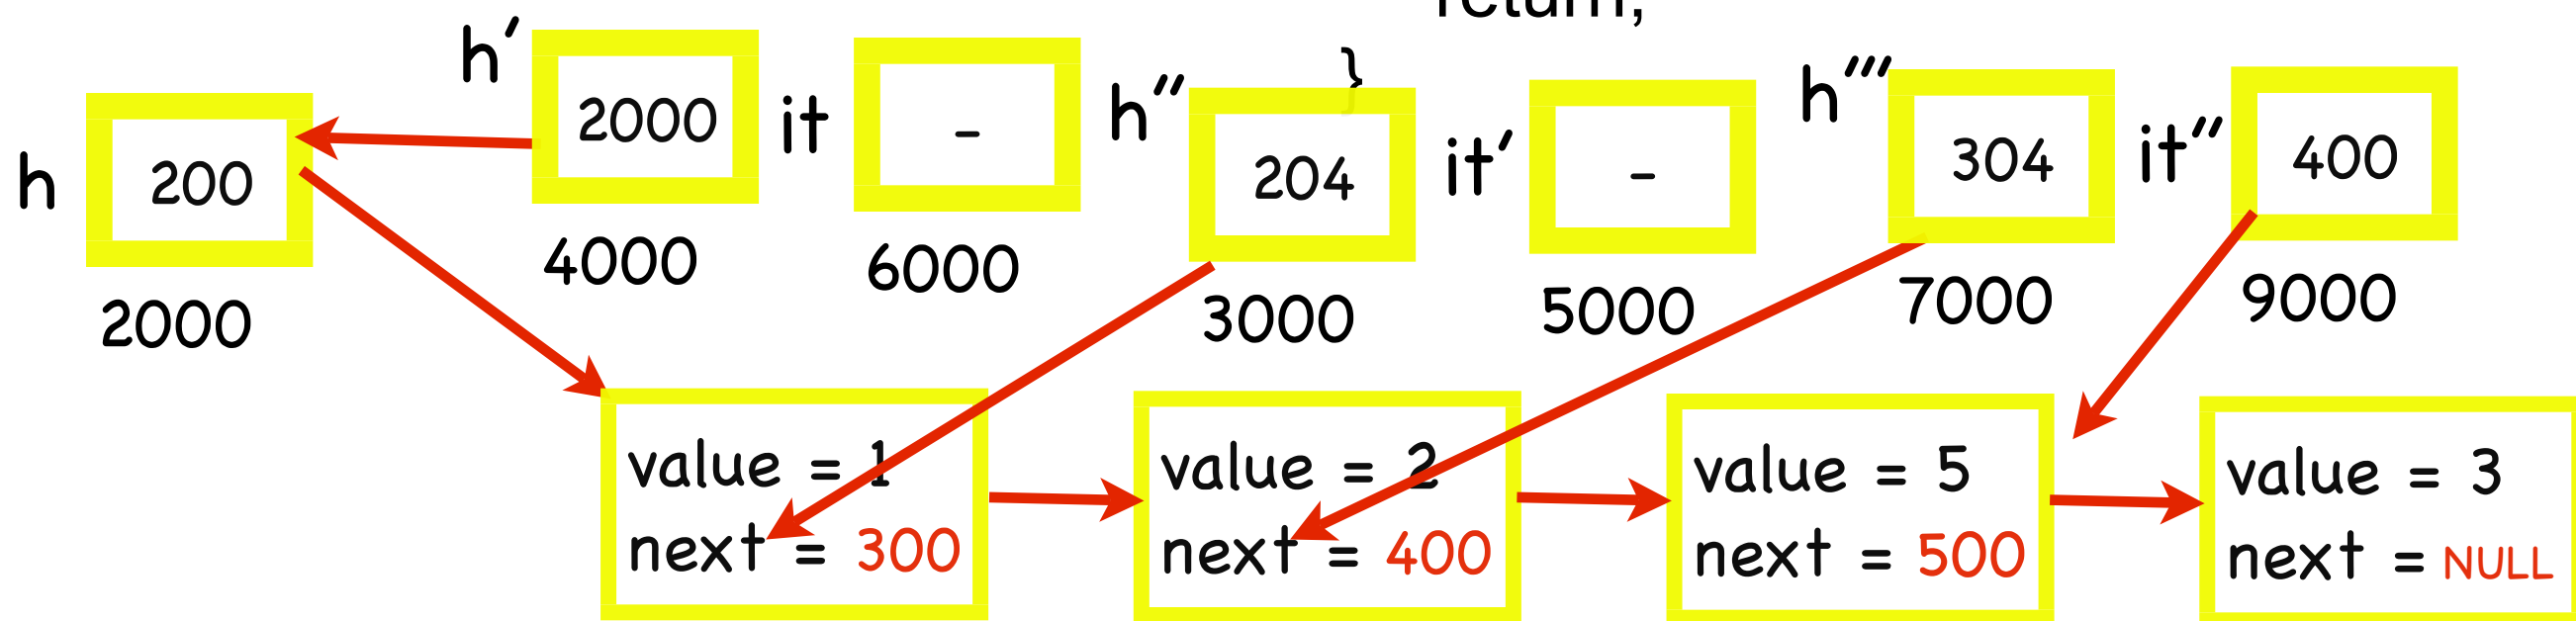 return;
}
h 200 2000
h′ 2000 4000
it - 6000
h″ 204 3000
it′ - 5000
h‴ 304 7000
it″ 400 9000
value = 1
next = 300
value = 2
next = 400
value = 5
next = 500
value = 3
next = NULL